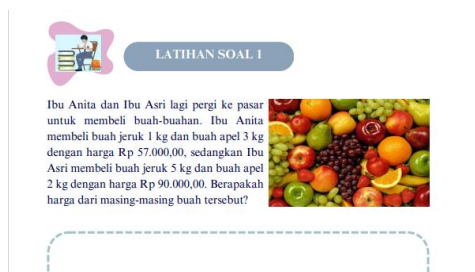 LATIHAN SOAL 1
Ibu Anita dan Ibu Asri lagi pergi ke pasar
untuk membeli buah-buahan. Ibu Anita
membeli buah jeruk 1 kg dan buah apel 3 kg
dengan harga Rp 57.000,00, sedangkan Ibu
Asri membeli buah jeruk 5 kg dan buah apel
2 kg dengan harga Rp 90.000,00. Berapakah
harga dari masing-masing buah tersebut?